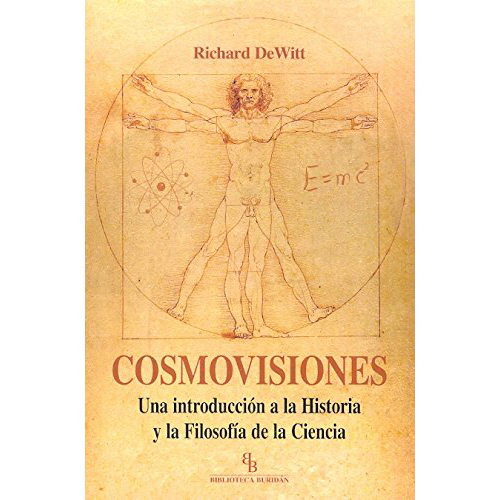 Richard DeWitt
E=mc²
COSMOVISIONES
Una introducción a la Historia
y la Filosofía de la Ciencia
BIBLIOTECA BURIDÁN